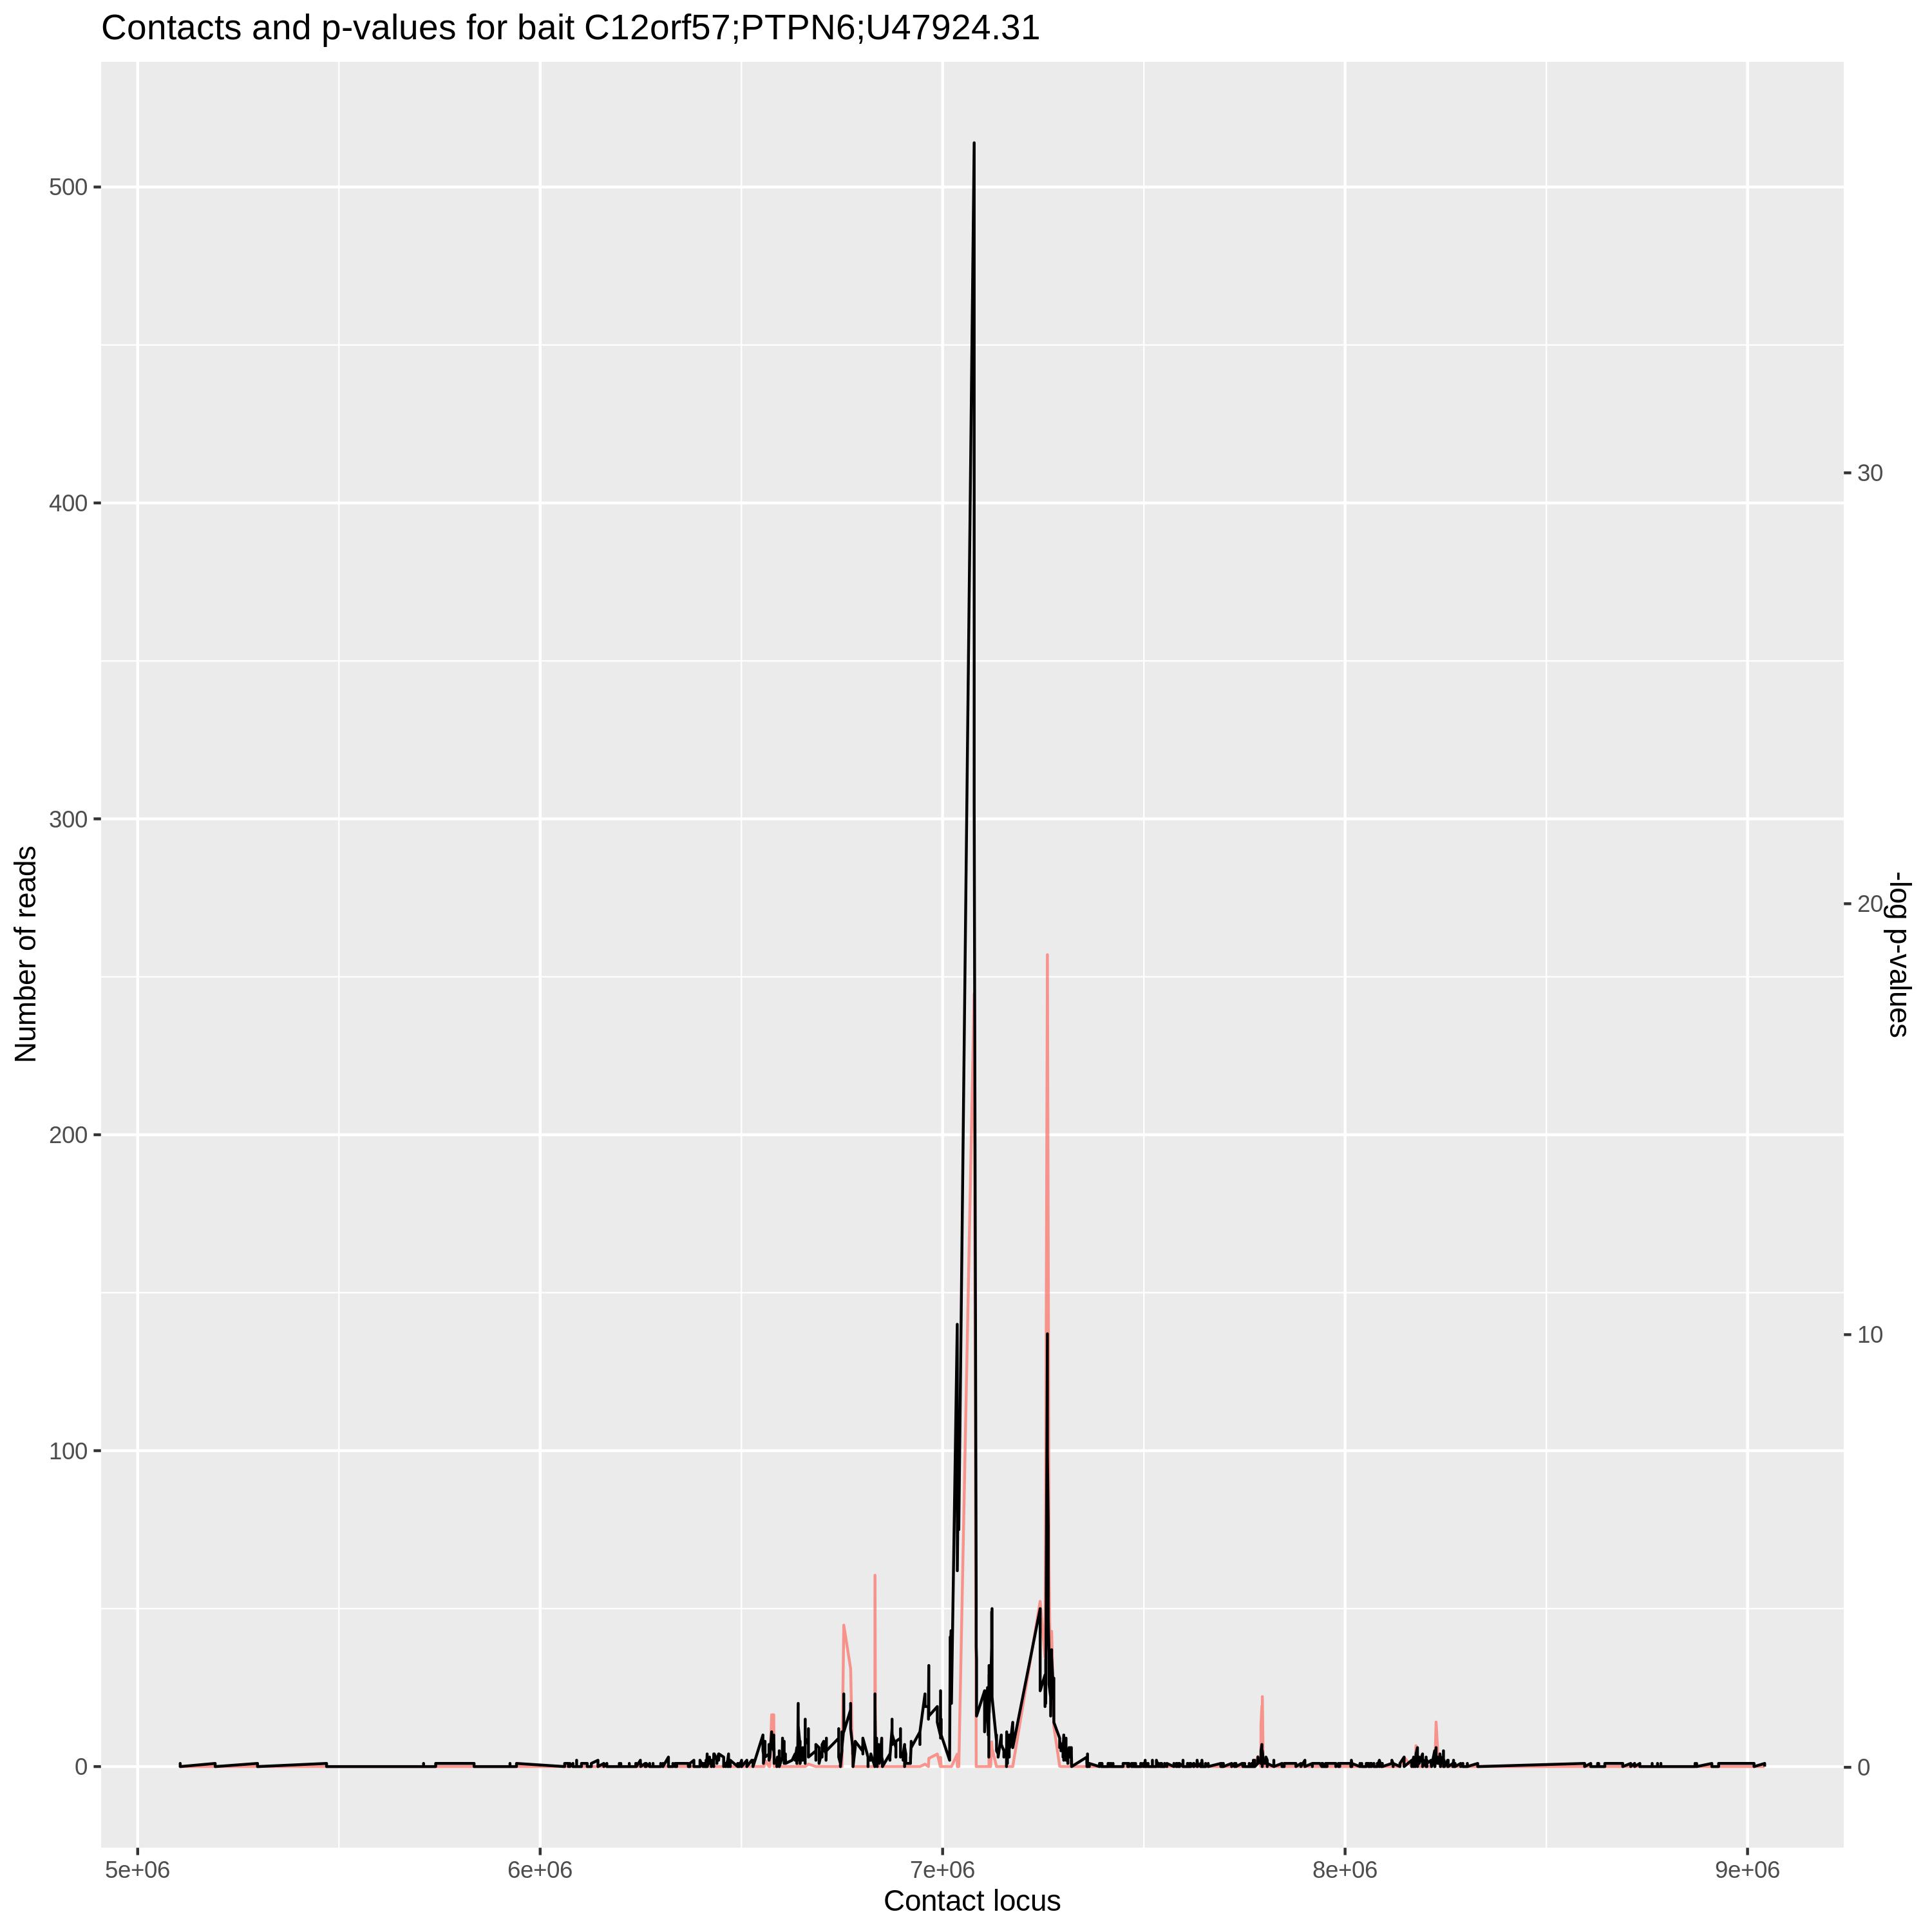 Contacts and p-values for bait C12orf57;PTPN6;U47924.31
500
400
300
200
100
0
Number of reads
30
20
10
0
-log p-values
5e+06
6e+06
7e+06
8e+06
9e+06
Contact locus